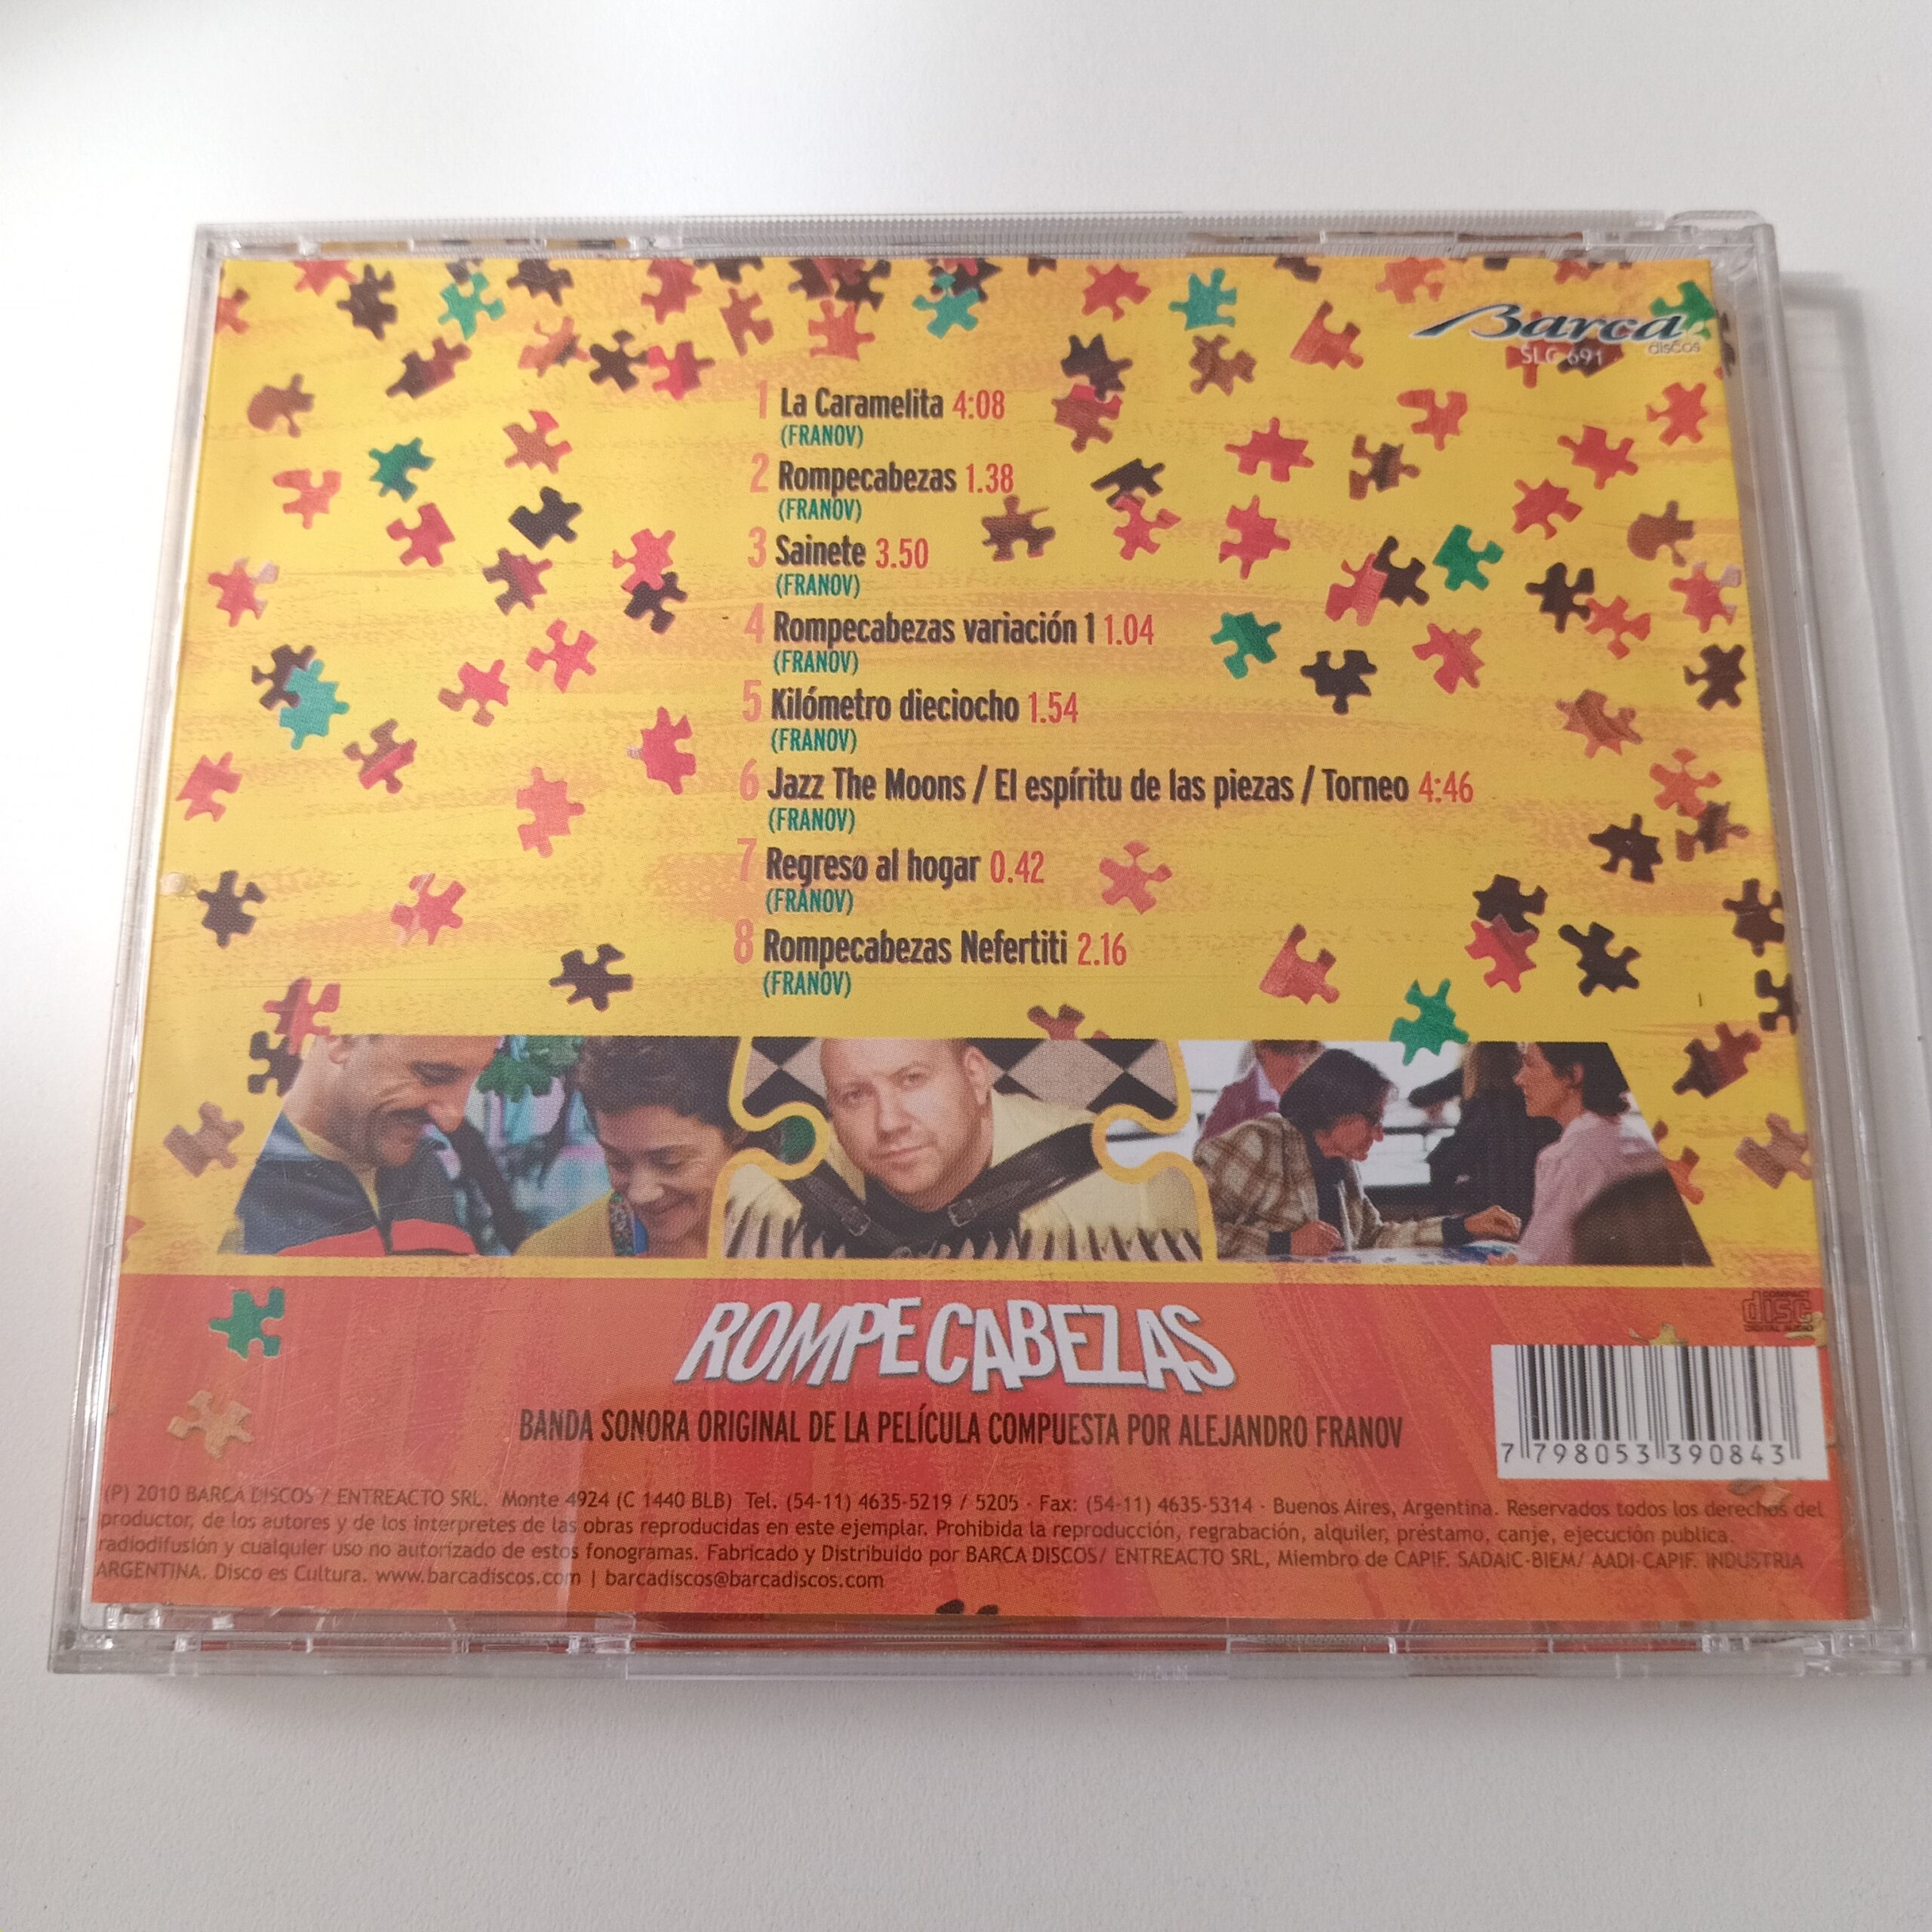 Barca
discos
SLC 691
1 La Caramelita 4:08
(FRANOV)
2 Rompecabezas 1.38
(FRANOV)
3 Sainete 3.50
(FRANOV)
4 Rompecabezas variación 1 1.04
(FRANOV)
5 Kilómetro dieciocho 1.54
(FRANOV)
6 Jazz The Moons / El espíritu de las piezas / Torneo 4:46
(FRANOV)
7 Regreso al hogar 0.42
(FRANOV)
8 Rompecabezas Nefertiti 2.16
(FRANOV)
COMPACT
disc
DIGITAL AUDIO
ROMPECABEZAS
BANDA SONORA ORIGINAL DE LA PELÍCULA COMPUESTA POR ALEJANDRO FRANOV
7 798053 390843
(P) 2010 BARCA DISCOS / ENTREACTO SRL. Monte 4924 (C 1440 BLB) Tel. (54-11) 4635-5219 / 5205 - Fax: (54-11) 4635-5314 - Buenos Aires, Argentina. Reservados todos los derechos del
productor, de los autores y de los interpretes de las obras reproducidas en este ejemplar. Prohibida la reproducción, regrabación, alquiler, préstamo, canje, ejecución publica.
radiodifusión y cualquier uso no autorizado de estos fonogramas. Fabricado y Distribuido por BARCA DISCOS/ ENTREACTO SRL, Miembro de CAPIF. SADAIC-BIEM/ AADI-CAPIF. INDUSTRIA
ARGENTINA. Disco es Cultura. www.barcadiscos.com | barcadiscos@barcadiscos.com